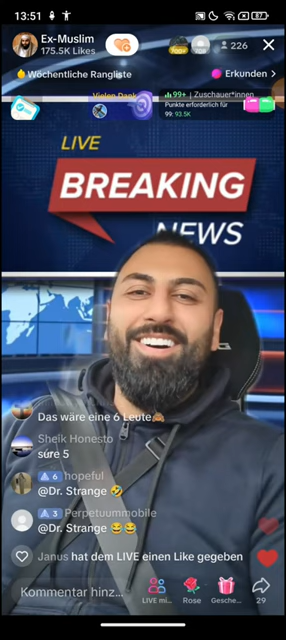 13:51
87
Ex-Muslim
175.5K Likes
226
Wöchentliche Rangliste
Erkunden >
Vielen Dank
99+ | Zuschauer*innen
Punkte erforderlich für
99: 93.5K
LIVE
BREAKING
NEWS
Das wäre eine 6 Leute🙈
Sheik Honesto
sure 5
6 hopeful
@Dr. Strange 🤣
3 Perpetuummobile
@Dr. Strange 😂😂
Janus hat dem LIVE einen Like gegeben
Kommentar hinz...
LIVE mi...
Rose
Gesche...
29